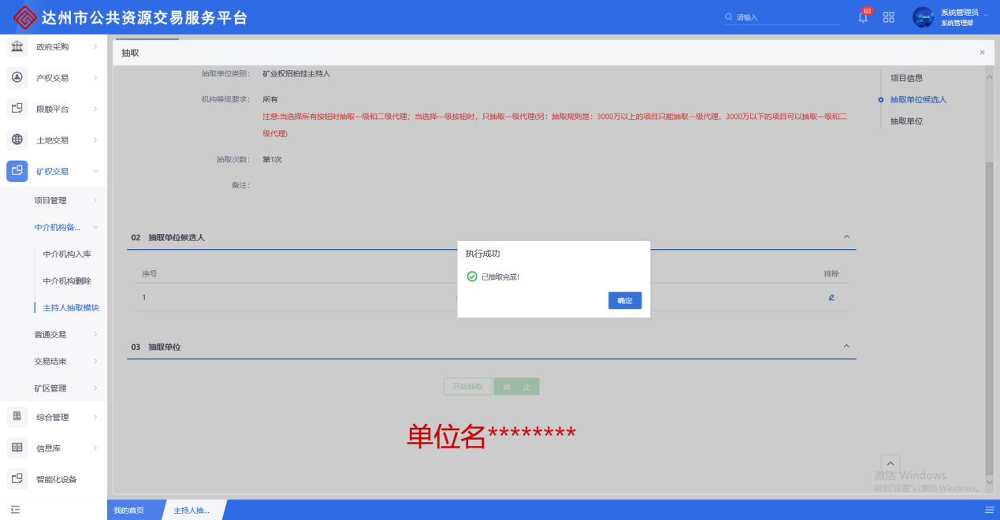 达州市公共资源交易服务平台
请输入
60
系统管理员
系统管理部
政府采购
产权交易
限额平台
土地交易
矿权交易
项目管理
中介机构备...
中介机构入库
中介机构删除
主持人抽取模块
普通交易
交易结束
矿区管理
综合管理
信息库
智能化设备
抽取
抽取单位类别： 矿业权招拍挂主持人
机构等级要求： 所有
注意:当选择所有按钮时抽取一级和二级代理；当选择一级按钮时，只抽取一级代理(另：抽取规则是：3000万以上的项目只能抽取一级代理，3000万以下的项目可以抽取一级和二
级代理)
抽取次数： 第1次
备注：
项目信息
抽取单位候选人
抽取单位
02 抽取单位候选人
序号 排除
1
执行成功
已抽取完成!
确定
03 抽取单位
开始抽取 停 止
单位名********
激活 Windows
转到"设置"以激活 Windows。
我的首页 主持人抽...